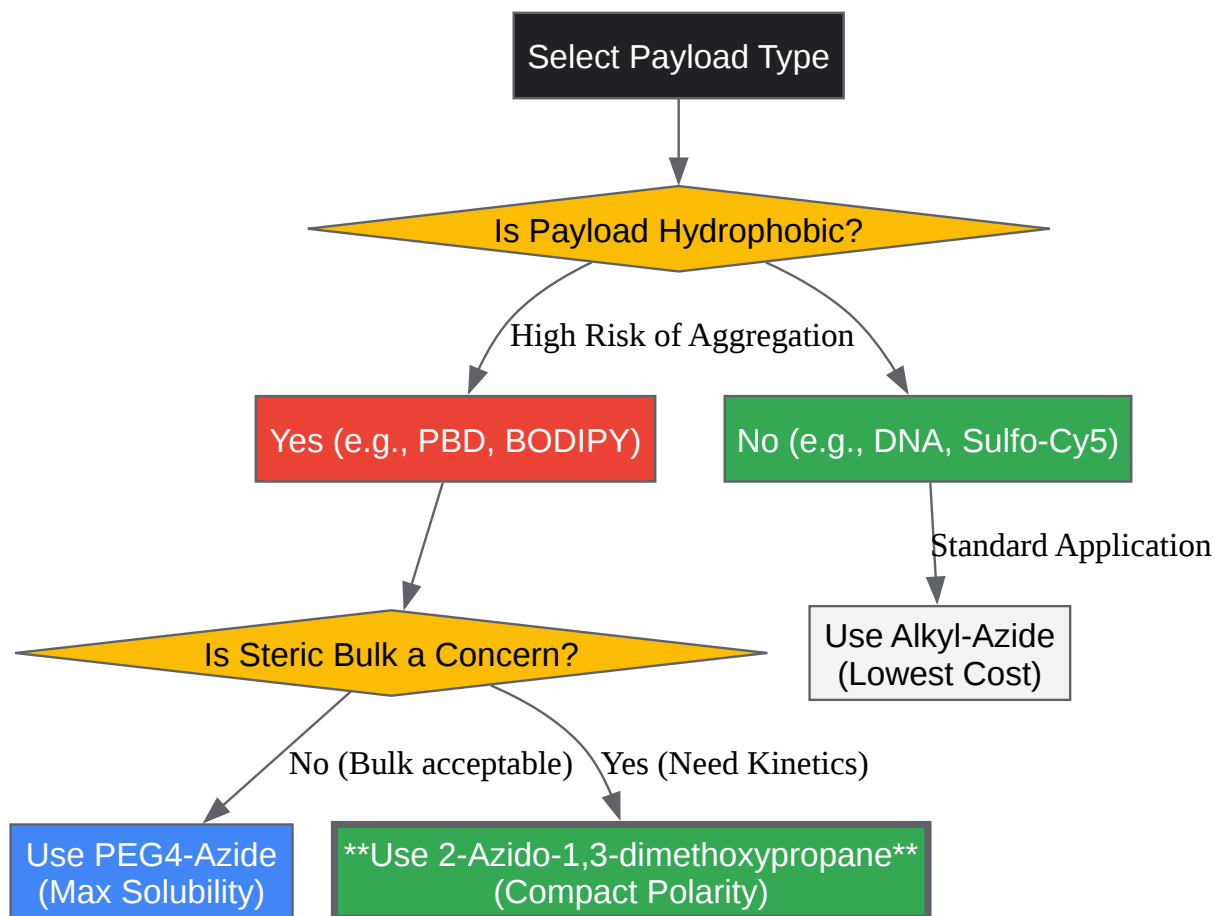 Select Payload Type
Is Payload Hydrophobic?
High Risk of Aggregation
Yes (e.g., PBD, BODIPY)
No (e.g., DNA, Sulfo-Cy5)
Standard Application
Is Steric Bulk a Concern?
Use Alkyl-Azide
(Lowest Cost)
No (Bulk acceptable)
Yes (Need Kinetics)
Use PEG4-Azide
(Max Solubility)
**Use 2-Azido-1,3-dimethoxypropane**
(Compact Polarity)